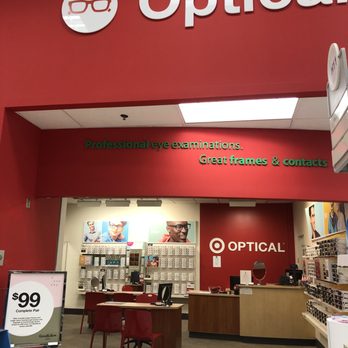 Optical
Professional eye examinations.
Great frames & contacts
OPTICAL
$99
Complete Pair